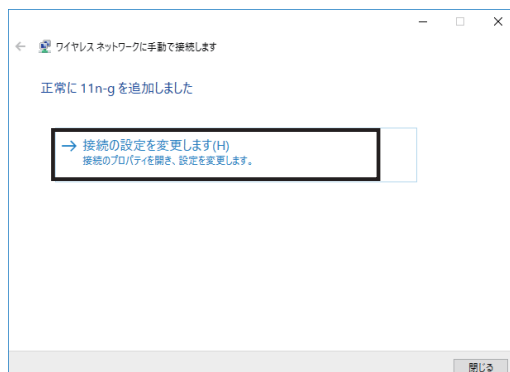 ワイヤレス ネットワークに手動で接続します
正常に 11n-g を追加しました
→ 接続の設定を変更します(H)
接続のプロパティを開き、設定を変更します。
閉じる